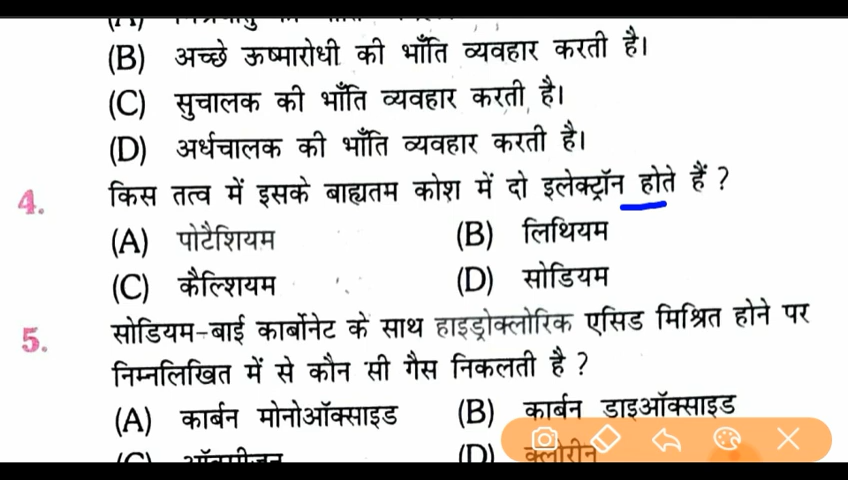 (B) अच्छे ऊष्मारोधी की भाँति व्यवहार करती है।
(C) सुचालक की भाँति व्यवहार करती है।
(D) अर्धचालक की भाँति व्यवहार करती है।
4. किस तत्व में इसके बाह्यतम कोश में दो इलेक्ट्रॉन होते हैं ?
(A) पोटैशियम (B) लिथियम
(C) कैल्शियम (D) सोडियम
5. सोडियम-बाई कार्बोनेट के साथ हाइड्रोक्लोरिक एसिड मिश्रित होने पर
निम्नलिखित में से कौन सी गैस निकलती है ?
(A) कार्बन मोनोऑक्साइड (B) कार्बन डाइऑक्साइड
(D) क्लोरीन